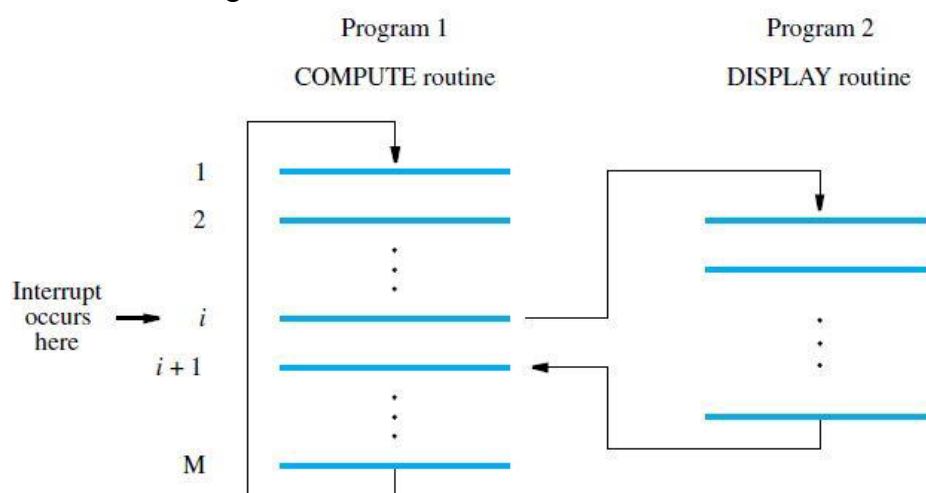 Program 1
COMPUTE routine
Program 2
DISPLAY routine
1
2
Interrupt
occurs
here
i
i + 1
M